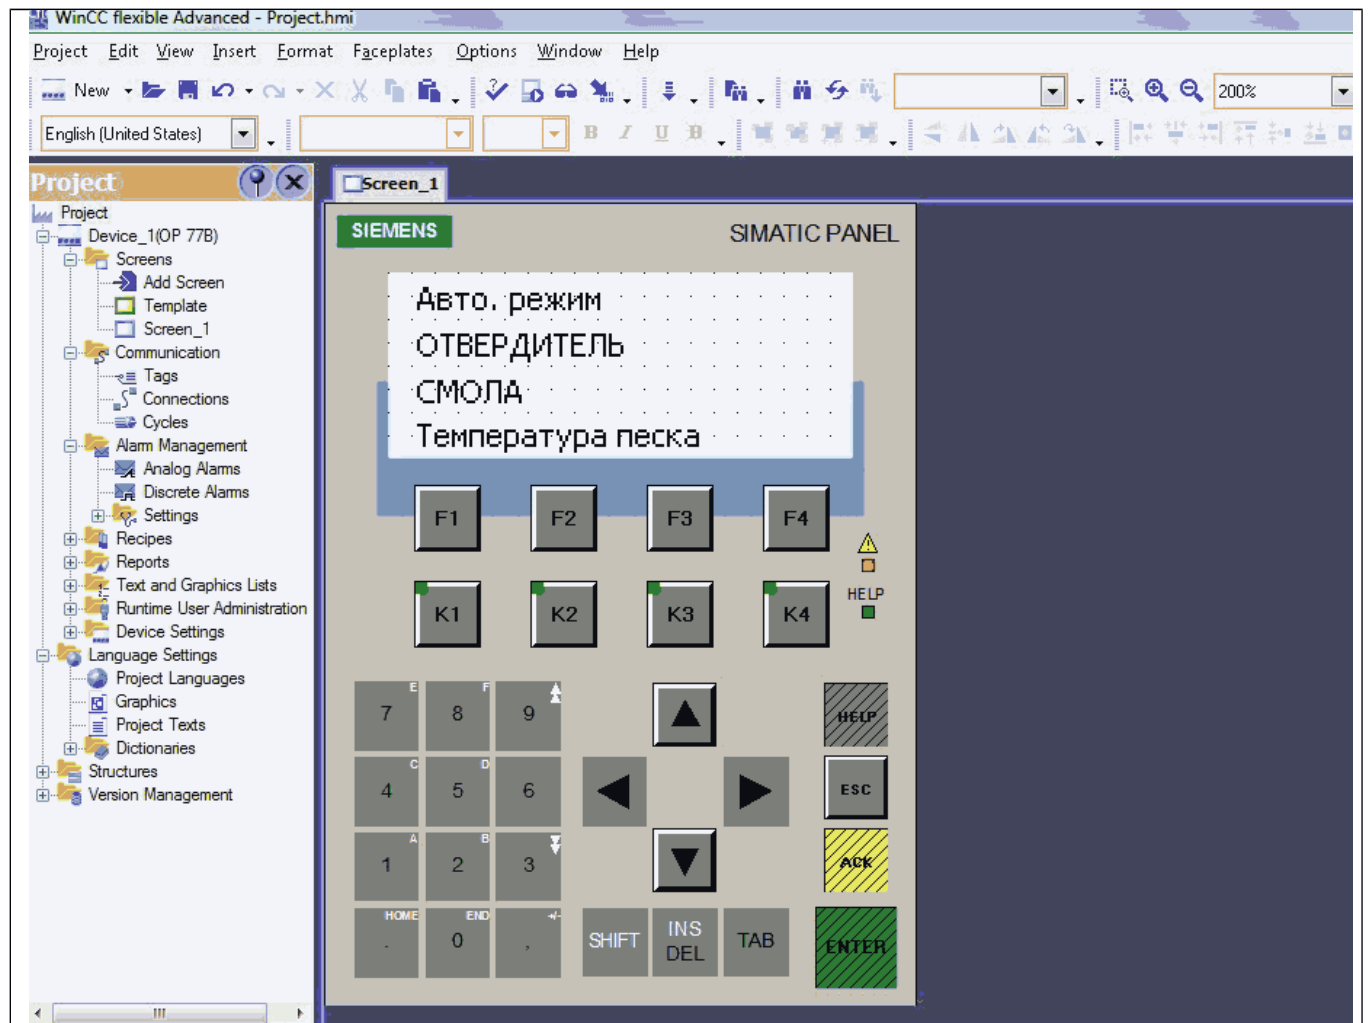 WinCC flexible Advanced - Project.hmi
Project Edit View Insert Format Faceplates Options Window Help
New 200%
English (United States) B I U B
Project
Screen_1
Project
Device_1(OP 77B)
Screens
Add Screen
Template
Screen_1
Communication
Tags
Connections
Cycles
Alarm Management
Analog Alarms
Discrete Alarms
Settings
Recipes
Reports
Text and Graphics Lists
Runtime User Administration
Device Settings
Language Settings
Project Languages
Graphics
Project Texts
Dictionaries
Structures
Version Management
SIEMENS SIMATIC PANEL
Авто. режим
ОТВЕРДИТЕЛЬ
СМОЛА
Температура песка
F1 F2 F3 F4
HELP
K1 K2 K3 K4
E F
7 8 9 HELP
C D
4 5 6 ESC
A B
1 2 3 ACK
HOME END +/-
. 0 , SHIFT INS DEL TAB ENTER